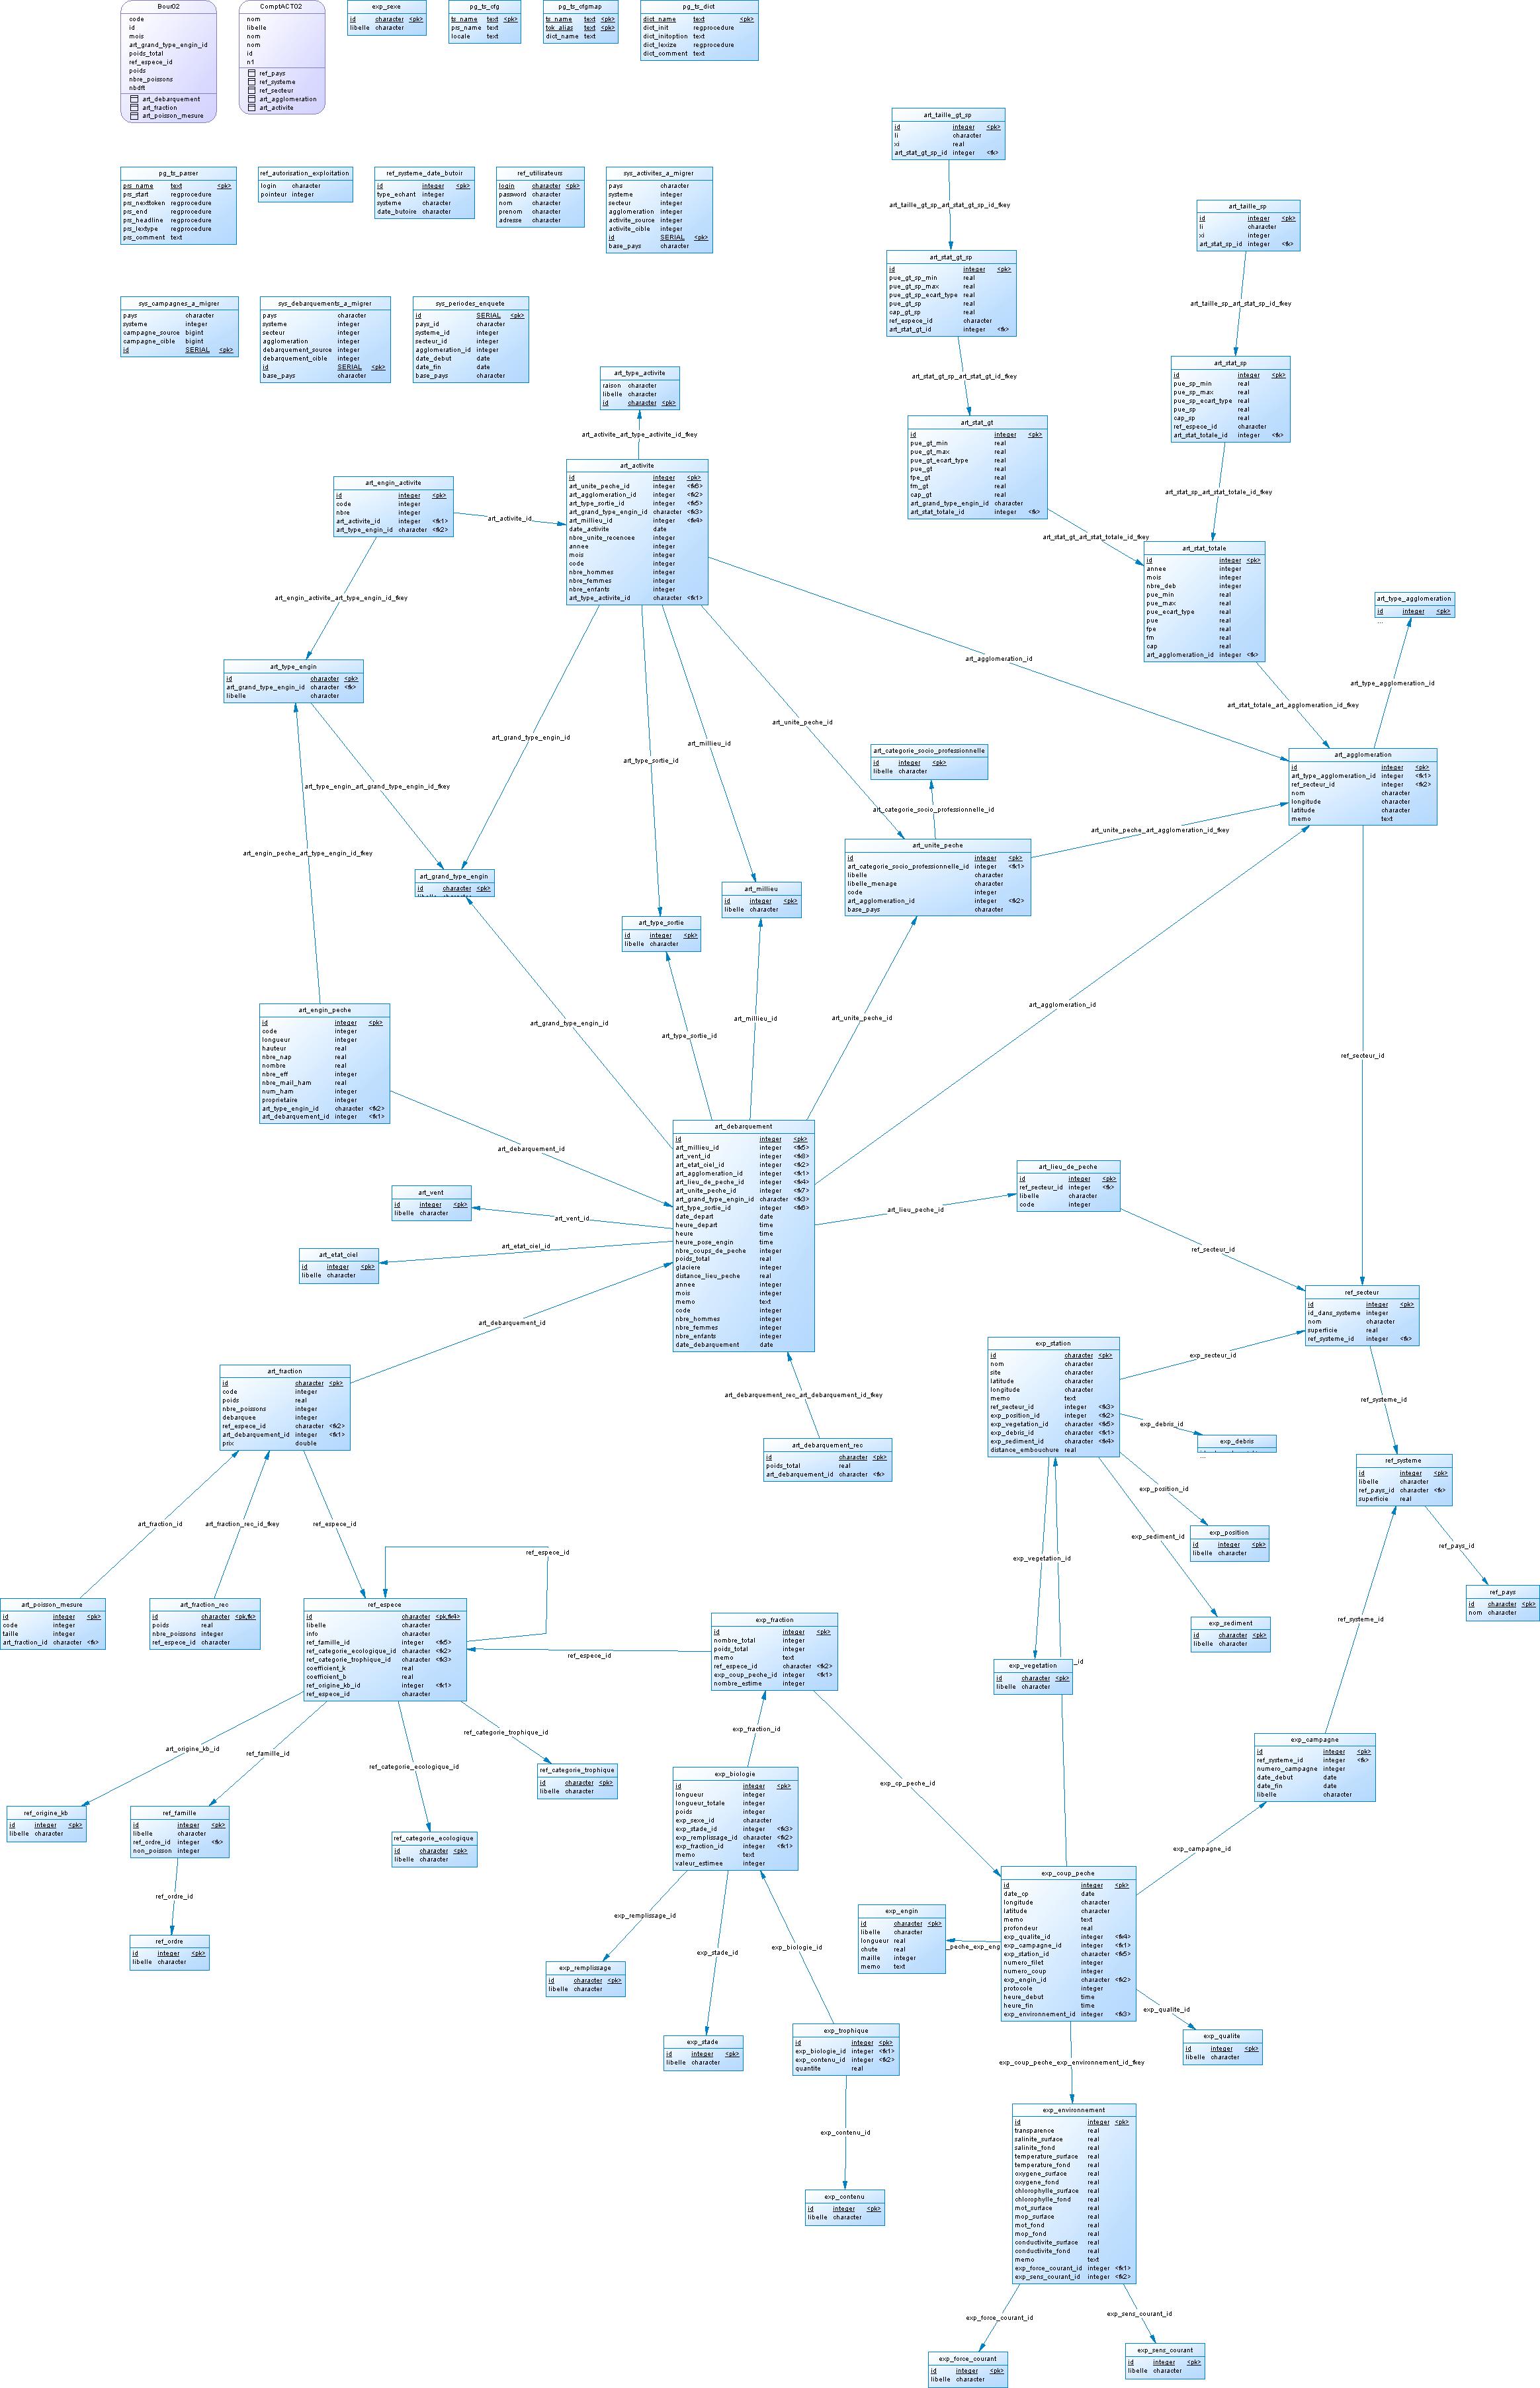 Bour02
code
id
mois
art_grand_type_engin_id
poids_total
ref_espece_id
poids
nbre_poissons
nbdft
art_debarquement
art_fraction
art_poisson_mesure
ComptACT02
nom
libelle
nom
nom
id
n1
ref_pays
ref_systeme
ref_secteur
art_agglomeration
art_activite
exp_sexe
id character <pk>
libelle character
pg_ts_cfg
ts_name text <pk>
prs_name text
locale text
pg_ts_cfgmap
ts_name text <pk>
tok_alias text <pk>
dict_name text
pg_ts_dict
dict_name text <pk>
dict_init regprocedure
dict_initoption text
dict_lexize regprocedure
dict_comment text
pg_ts_parser
prs_name text <pk>
prs_start regprocedure
prs_nexttoken regprocedure
prs_end regprocedure
prs_headline regprocedure
prs_lextype regprocedure
prs_comment text
ref_autorisation_exploitation
login character
pointeur integer
ref_systeme_date_butoir
id integer <pk>
type_echant integer
systeme character
date_butoire character
ref_utilisateurs
login character <pk>
password character
nom character
prenom character
adresse character
sys_activites_a_migrer
pays character
systeme integer
secteur integer
agglomeration integer
activite_source integer
activite_cible integer
id SERIAL <pk>
base_pays character
sys_campagnes_a_migrer
pays character
systeme integer
campagne_source bigint
campagne_cible bigint
id SERIAL <pk>
sys_debarquements_a_migrer
pays character
systeme integer
secteur integer
agglomeration integer
debarquement_source integer
debarquement_cible integer
id SERIAL <pk>
base_pays character
sys_periodes_enquete
id SERIAL <pk>
pays_id character
systeme_id integer
secteur_id integer
agglomeration_id integer
date_debut date
date_fin date
base_pays character
art_taille_gt_sp
id integer <pk>
li character
xi real
art_stat_gt_sp_id integer <fk>
art_taille_gt_sp_art_stat_gt_sp_id_fkey
art_taille_sp
id integer <pk>
li character
xi integer
art_stat_sp_id integer <fk>
art_taille_sp_art_stat_sp_id_fkey
art_stat_gt_sp
id integer <pk>
pue_gt_sp_min real
pue_gt_sp_max real
pue_gt_sp_ecart_type real
pue_gt_sp real
cap_gt_sp real
ref_espece_id character
art_stat_gt_id integer <fk>
art_stat_gt_sp_art_stat_gt_id_fkey
art_stat_sp
id integer <pk>
pue_sp_min real
pue_sp_max real
pue_sp_ecart_type real
pue_sp real
cap_sp real
ref_espece_id character
art_stat_totale_id integer <fk>
art_stat_sp_art_stat_totale_id_fkey
art_stat_gt
id integer <pk>
pue_gt_min real
pue_gt_max real
pue_gt_ecart_type real
pue_gt real
fpe_gt real
fm_gt real
cap_gt real
art_grand_type_engin_id character
art_stat_totale_id integer <fk>
art_stat_gt_art_stat_totale_id_fkey
art_stat_totale
id integer <pk>
annee integer
mois integer
nbre_deb integer
pue_min real
pue_max real
pue_ecart_type real
pue real
fpe real
fm real
cap real
art_agglomeration_id integer <fk>
art_stat_totale_art_agglomeration_id_fkey
art_type_agglomeration
id integer <pk>
...
art_type_agglomeration_id
art_type_activite
raison character
libelle character
id character <pk>
art_activite_art_type_activite_id_fkey
art_activite
id integer <pk>
art_unite_peche_id integer <fk6>
art_agglomeration_id integer <fk2>
art_type_sortie_id integer <fk5>
art_grand_type_engin_id character <fk3>
art_millieu_id integer <fk4>
date_activite date
nbre_unite_recencee integer
annee integer
mois integer
code integer
nbre_hommes integer
nbre_femmes integer
nbre_enfants integer
art_type_activite_id character <fk1>
art_engin_activite
id integer <pk>
code integer
nbre integer
art_activite_id integer <fk1>
art_type_engin_id character <fk2>
art_activite_id
art_engin_activite_art_type_engin_id_fkey
art_type_engin
id character <pk>
art_grand_type_engin_id character <fk>
libelle character
art_type_engin_art_grand_type_engin_id_fkey
art_engin_peche_art_type_engin_id_fkey
art_grand_type_engin_id
art_type_sortie_id
art_millieu_id
art_unite_peche_id
art_agglomeration_id
art_categorie_socio_professionnelle
id integer <pk>
libelle character
art_categorie_socio_professionnelle_id
art_agglomeration
id integer <pk>
art_type_agglomeration_id integer <fk1>
ref_secteur_id integer <fk2>
nom character
longitude character
latitude character
memo text
art_unite_peche
id integer <pk>
art_categorie_socio_professionnelle_id integer <fk1>
libelle character
libelle_menage character
code integer
art_agglomeration_id integer <fk2>
base_pays character
art_unite_peche_art_agglomeration_id_fkey
art_grand_type_engin
id character <pk>
libelle character
art_millieu
id integer <pk>
libelle character
art_type_sortie
id integer <pk>
libelle character
art_engin_peche
id integer <pk>
code integer
longueur integer
hauteur real
nbre_nap real
nombre real
nbre_eff integer
nbre_mail_ham real
num_ham integer
proprietaire integer
art_type_engin_id character <fk2>
art_debarquement_id integer <fk1>
art_grand_type_engin_id
art_type_sortie_id
art_millieu_id
art_unite_peche_id
art_agglomeration_id
ref_secteur_id
art_debarquement_id
art_debarquement
id integer <pk>
art_millieu_id integer <fk5>
art_vent_id integer <fk8>
art_etat_ciel_id integer <fk2>
art_agglomeration_id integer <fk1>
art_lieu_de_peche_id integer <fk4>
art_unite_peche_id integer <fk7>
art_grand_type_engin_id character <fk3>
art_type_sortie_id integer <fk6>
date_depart date
heure_depart time
heure time
heure_pose_engin time
nbre_coups_de_peche integer
poids_total real
glaciere integer
distance_lieu_peche real
annee integer
mois integer
memo text
code integer
nbre_hommes integer
nbre_femmes integer
nbre_enfants integer
date_debarquement date
art_vent
id integer <pk>
libelle character
art_vent_id
art_etat_ciel
id integer <pk>
libelle character
art_etat_ciel_id
art_lieu_de_peche
id integer <pk>
ref_secteur_id integer <fk>
libelle character
code integer
art_lieu_peche_id
ref_secteur_id
ref_secteur
id integer <pk>
id_dans_systeme integer
nom character
superficie real
ref_systeme_id integer <fk>
art_debarquement_id
art_fraction
id character <pk>
code integer
poids real
nbre_poissons integer
debarquee integer
ref_espece_id character <fk2>
art_debarquement_id integer <fk1>
prix double
art_debarquement_rec_art_debarquement_id_fkey
art_debarquement_rec
id character <pk>
poids_total real
art_debarquement_id character <fk>
exp_station
id character <pk>
nom character
site character
latitude character
longitude character
memo text
ref_secteur_id integer <fk3>
exp_position_id integer <fk2>
exp_vegetation_id character <fk5>
exp_debris_id character <fk1>
exp_sediment_id character <fk4>
distance_embouchure real
exp_secteur_id
ref_systeme_id
exp_debris_id
exp_debris
...
ref_systeme
id integer <pk>
libelle character
ref_pays_id character <fk>
superficie real
exp_position_id
exp_position
id integer <pk>
libelle character
exp_sediment_id
exp_vegetation_id
ref_pays_id
ref_pays
id character <pk>
nom character
exp_sediment
id character <pk>
libelle character
ref_systeme_id
art_fraction_id
art_fraction_rec_id_fkey
ref_espece_id
ref_espece_id
art_poisson_mesure
id integer <pk>
code integer
taille integer
art_fraction_id character <fk>
art_fraction_rec
id character <pk,fk>
poids real
nbre_poissons integer
ref_espece_id character
ref_espece
id character <pk,fk4>
libelle character
info character
ref_famille_id integer <fk5>
ref_categorie_ecologique_id character <fk2>
ref_categorie_trophique_id character <fk3>
coefficient_k real
coefficient_b real
ref_origine_kb_id integer <fk1>
ref_espece_id character
ref_espece_id
exp_fraction
id integer <pk>
nombre_total integer
poids_total integer
memo text
ref_espece_id character <fk2>
exp_coup_peche_id integer <fk1>
nombre_estime integer
exp_vegetation
id character <pk>
libelle character
_id
art_origine_kb_id
ref_famille_id
ref_categorie_ecologique_id
ref_categorie_trophique_id
exp_fraction_id
exp_cp_peche_id
exp_campagne
id integer <pk>
ref_systeme_id integer <fk>
numero_campagne integer
date_debut date
date_fin date
libelle character
ref_categorie_trophique
id character <pk>
libelle character
ref_origine_kb
id integer <pk>
libelle character
ref_famille
id integer <pk>
libelle character
ref_ordre_id integer <fk>
non_poisson integer
ref_categorie_ecologique
id character <pk>
libelle character
ref_ordre_id
ref_ordre
id integer <pk>
libelle character
exp_biologie
id integer <pk>
longueur integer
longueur_totale integer
poids integer
exp_sexe_id character
exp_stade_id integer <fk3>
exp_remplissage_id character <fk2>
exp_fraction_id integer <fk1>
memo text
valeur_estimee integer
exp_campagne_id
exp_coup_peche
id integer <pk>
date_cp date
longitude character
latitude character
memo text
profondeur real
exp_qualite_id integer <fk4>
exp_campagne_id integer <fk1>
exp_station_id character <fk5>
numero_filet integer
numero_coup integer
exp_engin_id character <fk2>
protocole integer
heure_debut time
heure_fin time
exp_environnement_id integer <fk3>
exp_engin
id character <pk>
libelle character
longueur real
chute real
maille integer
memo text
_peche_exp_eng
exp_remplissage_id
exp_stade_id
exp_biologie_id
exp_remplissage
id character <pk>
libelle character
exp_stade
id integer <pk>
libelle character
exp_trophique
id integer <pk>
exp_biologie_id integer <fk1>
exp_contenu_id integer <fk2>
quantite real
exp_qualite_id
exp_qualite
id integer <pk>
libelle character
exp_coup_peche_exp_environnement_id_fkey
exp_contenu_id
exp_contenu
id integer <pk>
libelle character
exp_environnement
id integer <pk>
transparence real
salinite_surface real
salinite_fond real
temperature_surface real
temperature_fond real
oxygene_surface real
oxygene_fond real
chlorophylle_surface real
chlorophylle_fond real
mot_surface real
mop_surface real
mot_fond real
mop_fond real
conductivite_surface real
conductivite_fond real
memo text
exp_force_courant_id integer <fk1>
exp_sens_courant_id integer <fk2>
exp_force_courant_id
exp_sens_courant_id
exp_force_courant
id integer <pk>
libelle character
exp_sens_courant
id integer <pk>
libelle character